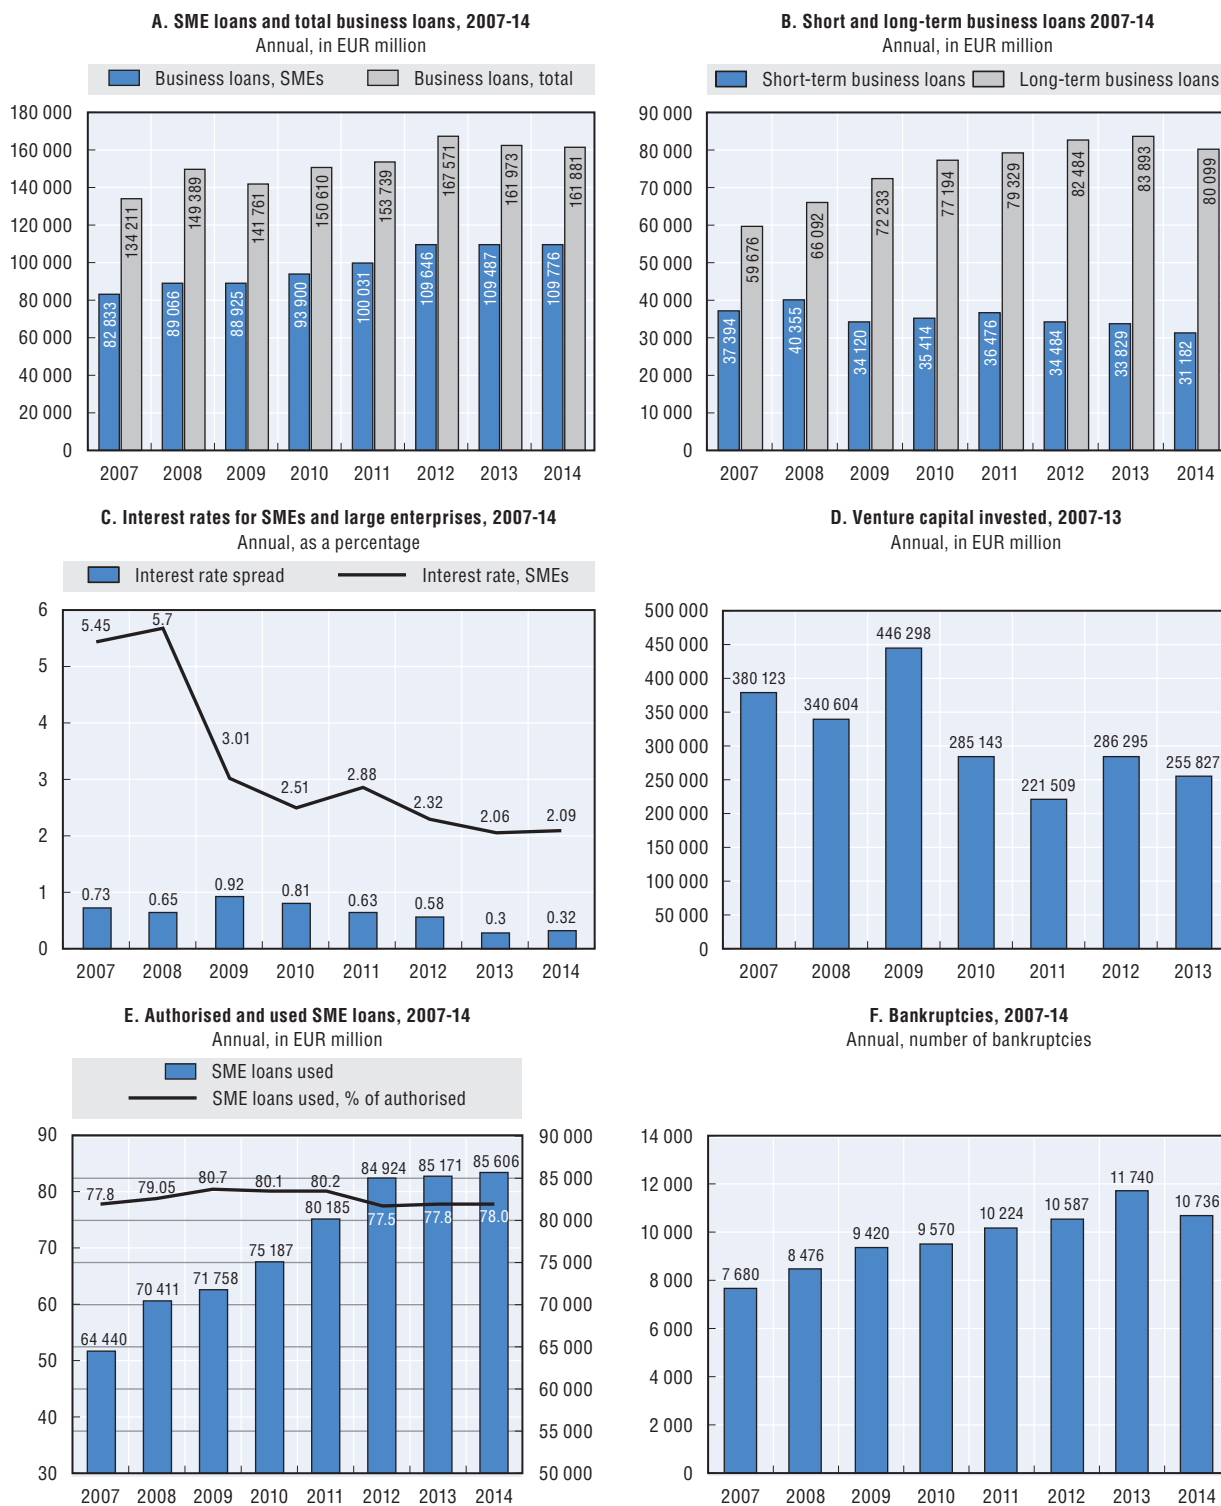 A. SME loans and total business loans, 2007-14
Annual, in EUR million
Business loans, SMEs Business loans, total
180 000
160 000
140 000
120 000
100 000
80 000
60 000
40 000
20 000
0
82 833 134 211 89 066 149 389 88 925 141 761 93 900 150 610 100 031 153 739 109 646 167 571 109 487 161 973 109 776 161 881
2007 2008 2009 2010 2011 2012 2013 2014
B. Short and long-term business loans 2007-14
Annual, in EUR million
Short-term business loans Long-term business loans
90 000
80 000
70 000
60 000
50 000
40 000
30 000
20 000
10 000
0
37 394 59 676 40 355 66 092 34 120 72 233 35 414 77 194 36 476 79 329 34 484 82 484 33 829 83 893 31 182 80 099
2007 2008 2009 2010 2011 2012 2013 2014
C. Interest rates for SMEs and large enterprises, 2007-14
Annual, as a percentage
Interest rate spread Interest rate, SMEs
6
5
4
3
2
1
0
5.45 5.7 3.01 2.51 2.88 2.32 2.06 2.09
0.73 0.65 0.92 0.81 0.63 0.58 0.3 0.32
2007 2008 2009 2010 2011 2012 2013 2014
D. Venture capital invested, 2007-13
Annual, in EUR million
500 000
450 000
400 000
350 000
300 000
250 000
200 000
150 000
100 000
50 000
0
380 123 340 604 446 298 285 143 221 509 286 295 255 827
2007 2008 2009 2010 2011 2012 2013
E. Authorised and used SME loans, 2007-14
Annual, in EUR million
SME loans used
SME loans used, % of authorised
90
80
70
60
50
40
30
77.8 79.05 80.7 80.1 80.2 77.5 77.8 78.0
64 440 70 411 71 758 75 187 80 185 84 924 85 171 85 606
90 000
85 000
80 000
75 000
70 000
65 000
60 000
55 000
50 000
2007 2008 2009 2010 2011 2012 2013 2014
F. Bankruptcies, 2007-14
Annual, number of bankruptcies
14 000
12 000
10 000
8 000
6 000
4 000
2 000
0
7 680 8 476 9 420 9 570 10 224 10 587 11 740 10 736
2007 2008 2009 2010 2011 2012 2013 2014